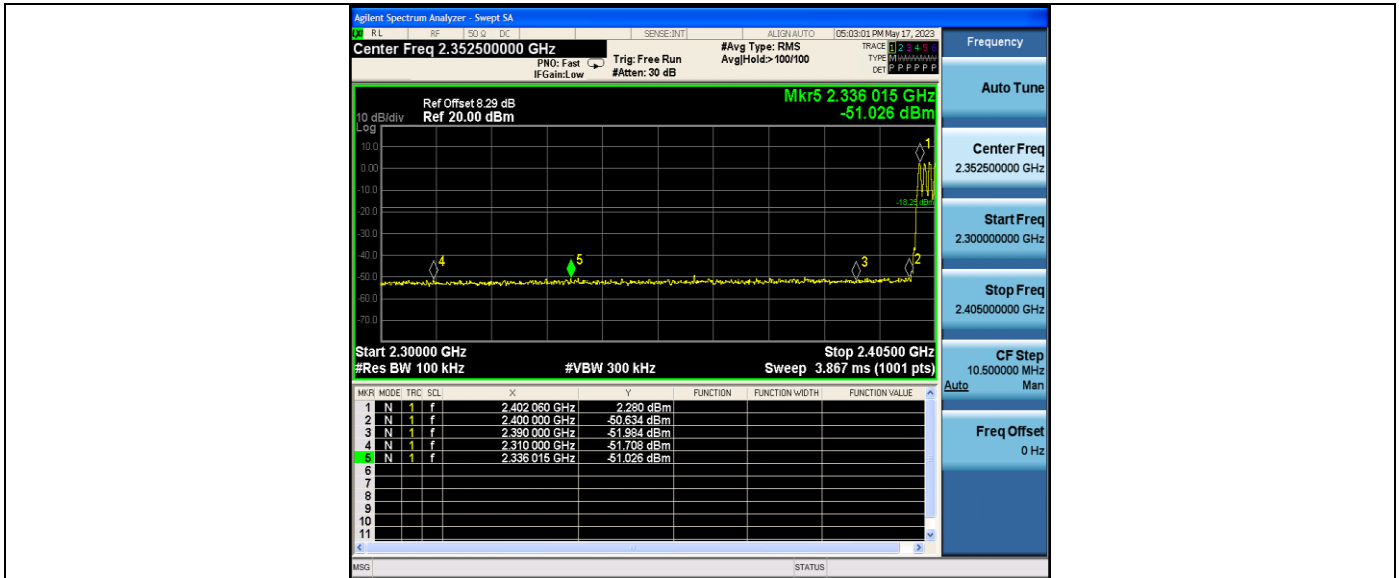 Agilent Spectrum Analyzer - Swept SA
RL RF 50 Ω DC SENSE:INT ALIGNAUTO 05:03:01 PM May 17, 2023
Center Freq 2.352500000 GHz
PNO: Fast
IFGain:Low
Trig: Free Run
#Atten: 30 dB
#Avg Type: RMS
Avg|Hold:>100/100
TRACE 1 2 3 4 5 6
TYPE M
DET P P P P P P
Frequency
Ref Offset 8.29 dB
10 dB/div Ref 20.00 dBm
Log
Mkr5 2.336 015 GHz
-51.026 dBm
10.0
0.00
-10.0
-20.0
-30.0
-40.0
-50.0
-60.0
-70.0
1
-18.25 dBm
4
5
3
2
Start 2.30000 GHz Stop 2.40500 GHz
#Res BW 100 kHz #VBW 300 kHz Sweep 3.867 ms (1001 pts)
MKR MODE TRC SCL X Y FUNCTION FUNCTION WIDTH FUNCTION VALUE
1 N 1 f 2.402 060 GHz 2.280 dBm
2 N 1 f 2.400 000 GHz -50.634 dBm
3 N 1 f 2.390 000 GHz -51.984 dBm
4 N 1 f 2.310 000 GHz -51.708 dBm
5 N 1 f 2.336 015 GHz -51.026 dBm
6
7
8
9
10
11
Auto Tune
Center Freq
2.352500000 GHz
Start Freq
2.300000000 GHz
Stop Freq
2.405000000 GHz
CF Step
10.500000 MHz
Auto Man
Freq Offset
0 Hz
MSG STATUS